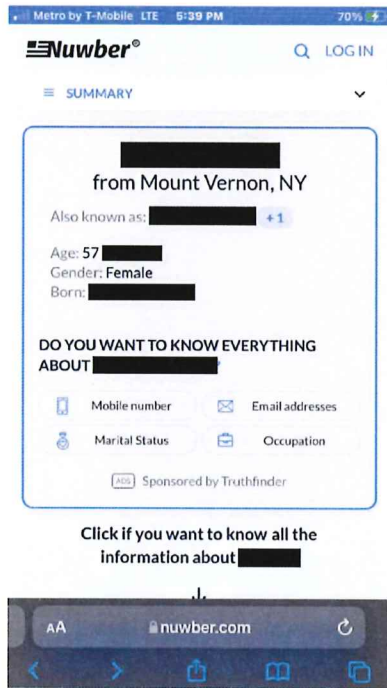 Metro by T-Mobile LTE 5:39 PM 70%
Nuwber®
LOG IN
SUMMARY
from Mount Vernon, NY
Also known as: +1
Age: 57
Gender: Female
Born:
DO YOU WANT TO KNOW EVERYTHING
ABOUT
Mobile number Email addresses
Marital Status Occupation
ADS Sponsored by Truthfinder
Click if you want to know all the
information about
AA nuwber.com